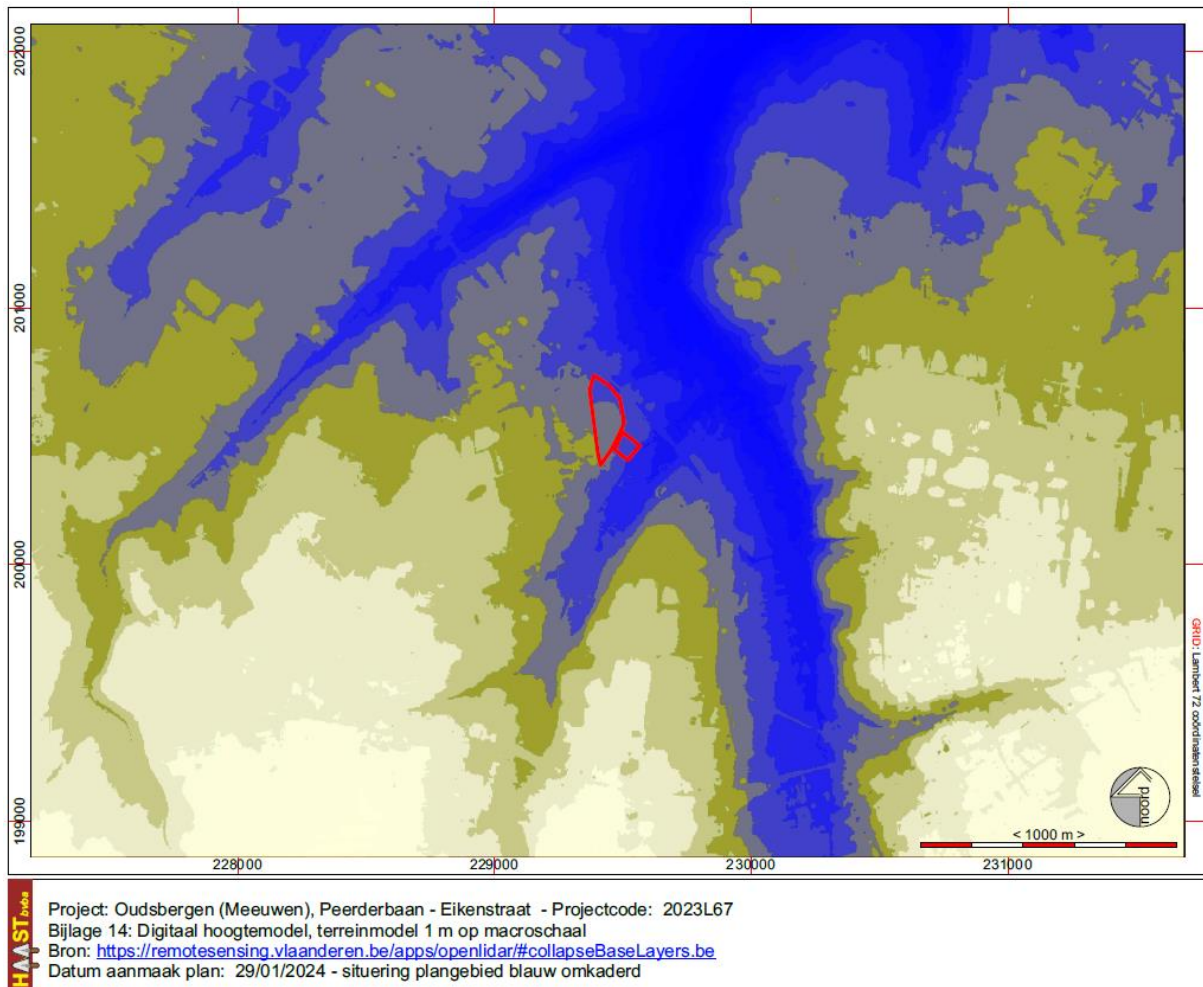 202000
201000
200000
199000
228000
229000
230000
231000
GRID: Lambert 72 coördinatenstelsel
noord
< 1000 m >
HAAST bvba
Project: Oudsbergen (Meeuwen), Peerderbaan - Eikenstraat - Projectcode: 2023L67
Bijlage 14: Digitaal hoogtemodel, terreinmodel 1 m op macroschaal
Bron: https://remotesensing.vlaanderen.be/apps/openlidar/#collapseBaseLayers.be
Datum aanmaak plan: 29/01/2024 - situering plangebied blauw omkaderd